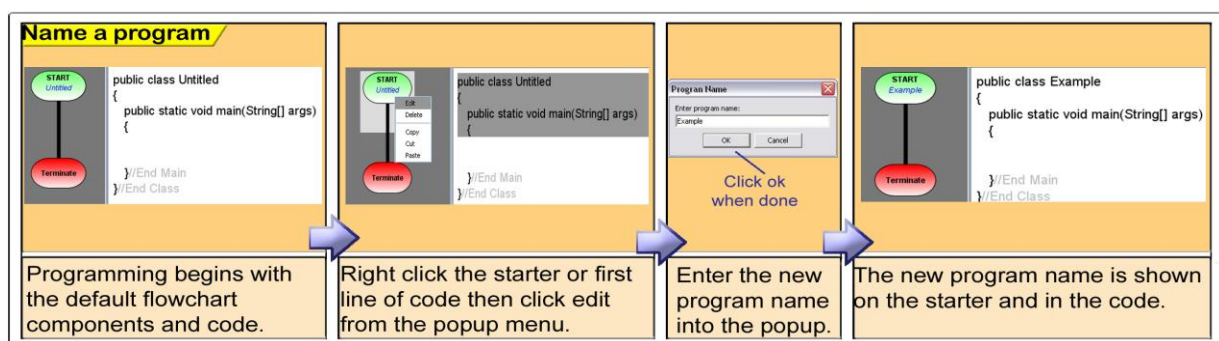 Name a program
START
Untitled
Terminate
public class Untitled
{
public static void main(String[] args)
{
}//End Main
}//End Class
Programming begins with
the default flowchart
components and code.
START
Untitled
Edit
Delete
Copy
Cut
Paste
Terminate
public class Untitled
{
public static void main(String[] args)
{
}//End Main
}//End Class
Right click the starter or first
line of code then click edit
from the popup menu.
Progran Name
Enter program name:
Example
OK
Cancel
Click ok
when done
Enter the new
program name
into the popup.
START
Example
Terminate
public class Example
{
public static void main(String[] args)
{
}//End Main
}//End Class
The new program name is shown
on the starter and in the code.